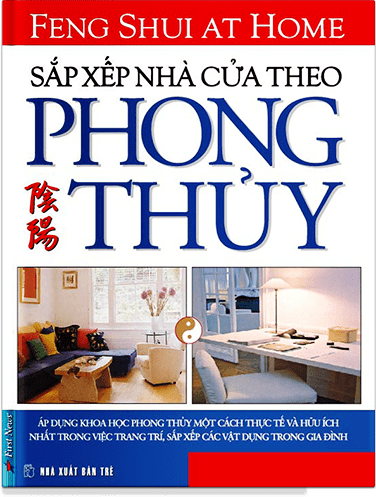 FENG SHUI AT HOME
SẮP XẾP NHÀ CỬA THEO
PHONG
陰陽
THỦY
ÁP DỤNG KHOA HỌC PHONG THỦY MỘT CÁCH THỰC TẾ VÀ HỮU ÍCH
NHẤT TRONG VIỆC TRANG TRÍ, SẮP XẾP CÁC VẬT DỤNG TRONG GIA ĐÌNH
First News
NHÀ XUẤT BẢN TRẺ